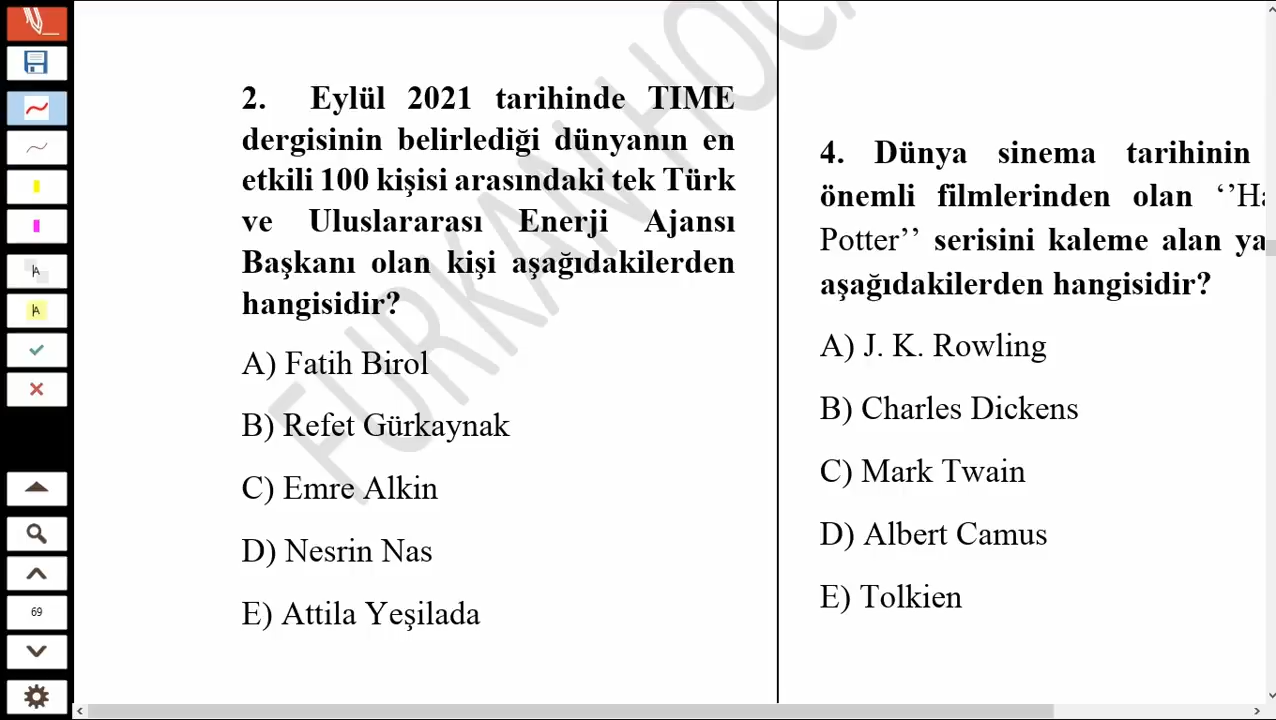 2. Eylül 2021 tarihinde TIME
dergisinin belirlediği dünyanın en
etkili 100 kişisi arasındaki tek Türk
ve Uluslararası Enerji Ajansı
Başkanı olan kişi aşağıdakilerden
hangisidir?
A) Fatih Birol
B) Refet Gürkaynak
C) Emre Alkin
D) Nesrin Nas
E) Attila Yeşilada
4. Dünya sinema tarihinin
önemli filmlerinden olan ‘’Ha
Potter’’ serisini kaleme alan ya
aşağıdakilerden hangisidir?
A) J. K. Rowling
B) Charles Dickens
C) Mark Twain
D) Albert Camus
E) Tolkien
FURKAN HOCA
A
A
69